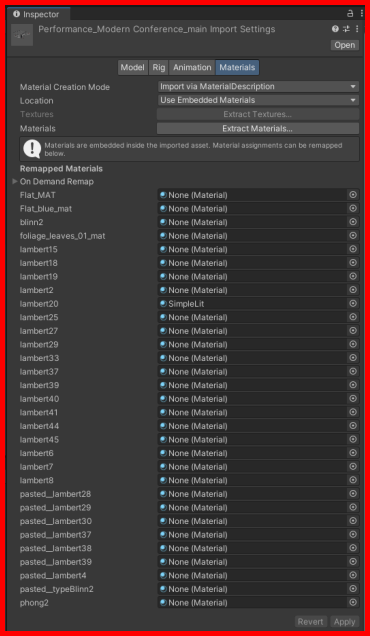 Inspector
Performance_Modern Conference_main Import Settings
Open
Model Rig Animation Materials
Material Creation Mode Import via MaterialDescription
Location Use Embedded Materials
Textures Extract Textures...
Materials Extract Materials...
Materials are embedded inside the imported asset. Material assignments can be remapped
below.
Remapped Materials
On Demand Remap
Flat_MAT None (Material)
Flat_blue_mat None (Material)
blinn2 None (Material)
foliage_leaves_01_mat None (Material)
lambert15 None (Material)
lambert18 None (Material)
lambert19 None (Material)
lambert2 None (Material)
lambert20 SimpleLit
lambert25 None (Material)
lambert27 None (Material)
lambert29 None (Material)
lambert33 None (Material)
lambert37 None (Material)
lambert39 None (Material)
lambert40 None (Material)
lambert41 None (Material)
lambert44 None (Material)
lambert45 None (Material)
lambert6 None (Material)
lambert7 None (Material)
lambert8 None (Material)
pasted__lambert28 None (Material)
pasted__lambert29 None (Material)
pasted__lambert30 None (Material)
pasted__lambert37 None (Material)
pasted__lambert38 None (Material)
pasted__lambert39 None (Material)
pasted__lambert4 None (Material)
pasted__typeBlinn2 None (Material)
phong2 None (Material)
Revert Apply